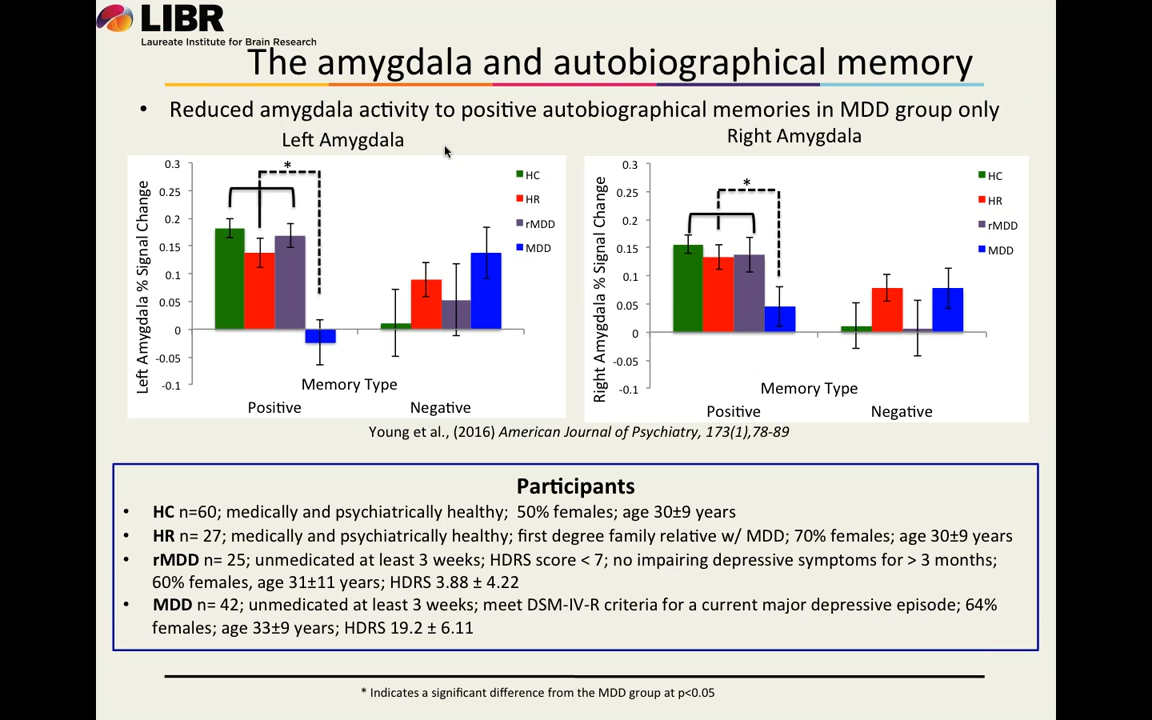 LIBR
Laureate Institute for Brain Research
The amygdala and autobiographical memory
• Reduced amygdala activity to positive autobiographical memories in MDD group only
Left Amygdala
Left Amygdala % Signal Change
0.3
0.25
0.2
0.15
0.1
0.05
0
-0.05
-0.1
*
HC
HR
rMDD
MDD
Memory Type
Positive
Negative
Right Amygdala
Right Amygdala % Signal Change
0.3
0.25
0.2
0.15
0.1
0.05
0
-0.05
-0.1
*
HC
HR
rMDD
MDD
Memory Type
Positive
Negative
Young et al., (2016) American Journal of Psychiatry, 173(1),78-89
Participants
• HC n=60; medically and psychiatrically healthy; 50% females; age 30±9 years
• HR n= 27; medically and psychiatrically healthy; first degree family relative w/ MDD; 70% females; age 30±9 years
• rMDD n= 25; unmedicated at least 3 weeks; HDRS score < 7; no impairing depressive symptoms for > 3 months;
60% females, age 31±11 years; HDRS 3.88 ± 4.22
• MDD n= 42; unmedicated at least 3 weeks; meet DSM-IV-R criteria for a current major depressive episode; 64%
females; age 33±9 years; HDRS 19.2 ± 6.11
* Indicates a significant difference from the MDD group at p<0.05